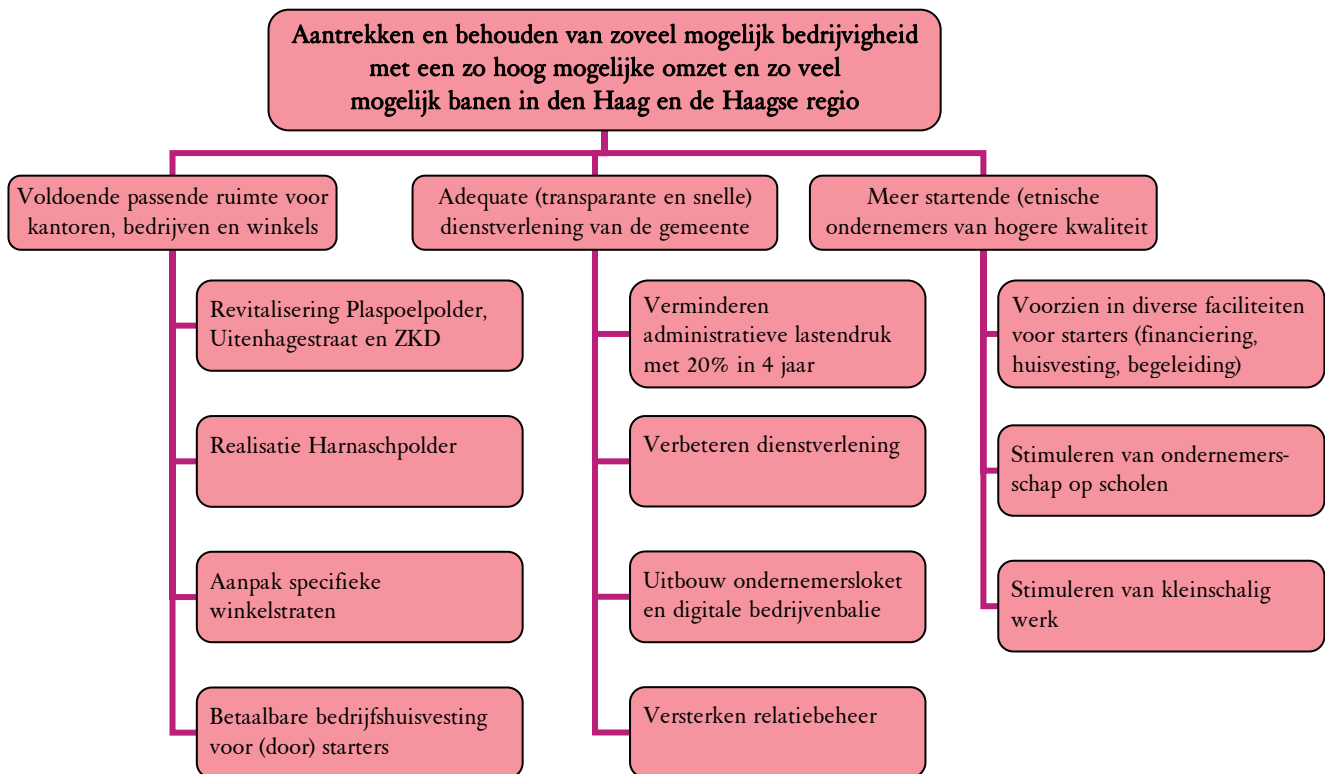 Aantrekken en behouden van zoveel mogelijk bedrijvigheid
met een zo hoog mogelijke omzet en zo veel
mogelijk banen in den Haag en de Haagse regio
Voldoende passende ruimte voor
kantoren, bedrijven en winkels
Revitalisering Plaspoelpolder,
Uitenhagestraat en ZKD
Realisatie Harnaschpolder
Aanpak specifieke
winkelstraten
Betaalbare bedrijfshuisvesting
voor (door) starters
Adequate (transparante en snelle)
dienstverlening van de gemeente
Verminderen
administratieve lastendruk
met 20% in 4 jaar
Verbeteren dienstverlening
Uitbouw ondernemersloket
en digitale bedrijvenbalie
Versterken relatiebeheer
Meer startende (etnische
ondernemers van hogere kwaliteit
Voorzien in diverse faciliteiten
voor starters (financiering,
huisvesting, begeleiding)
Stimuleren van ondernemers-
schap op scholen
Stimuleren van kleinschalig
werk